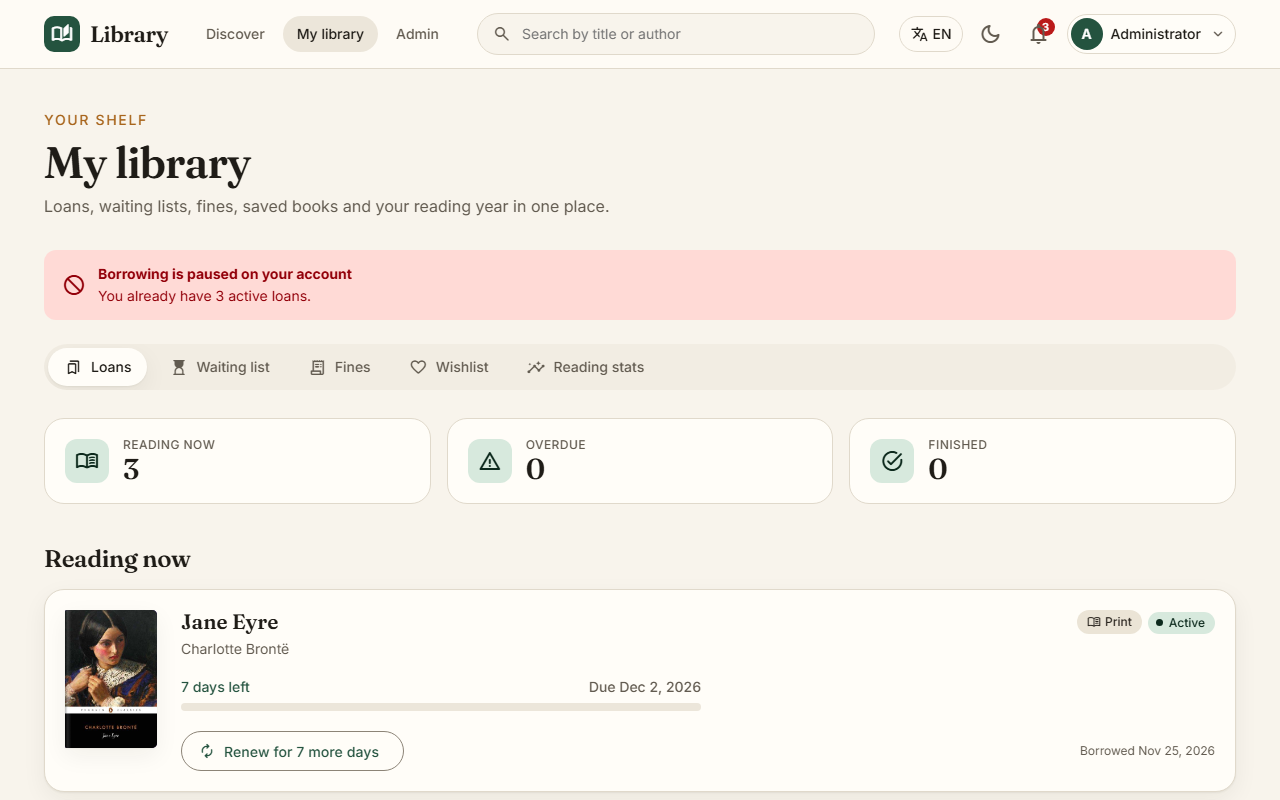 Library
Discover
My library
Admin
Search by title or author
EN
3
A
Administrator
YOUR SHELF
My library
Loans, waiting lists, fines, saved books and your reading year in one place.
Borrowing is paused on your account
You already have 3 active loans.
Loans
Waiting list
Fines
Wishlist
Reading stats
READING NOW
3
OVERDUE
0
FINISHED
0
Reading now
Jane Eyre
Print
Active
Charlotte Brontë
7 days left
Due Dec 2, 2026
CHARLOTTE BRONTË
Jane Eyre
Renew for 7 more days
Borrowed Nov 25, 2026